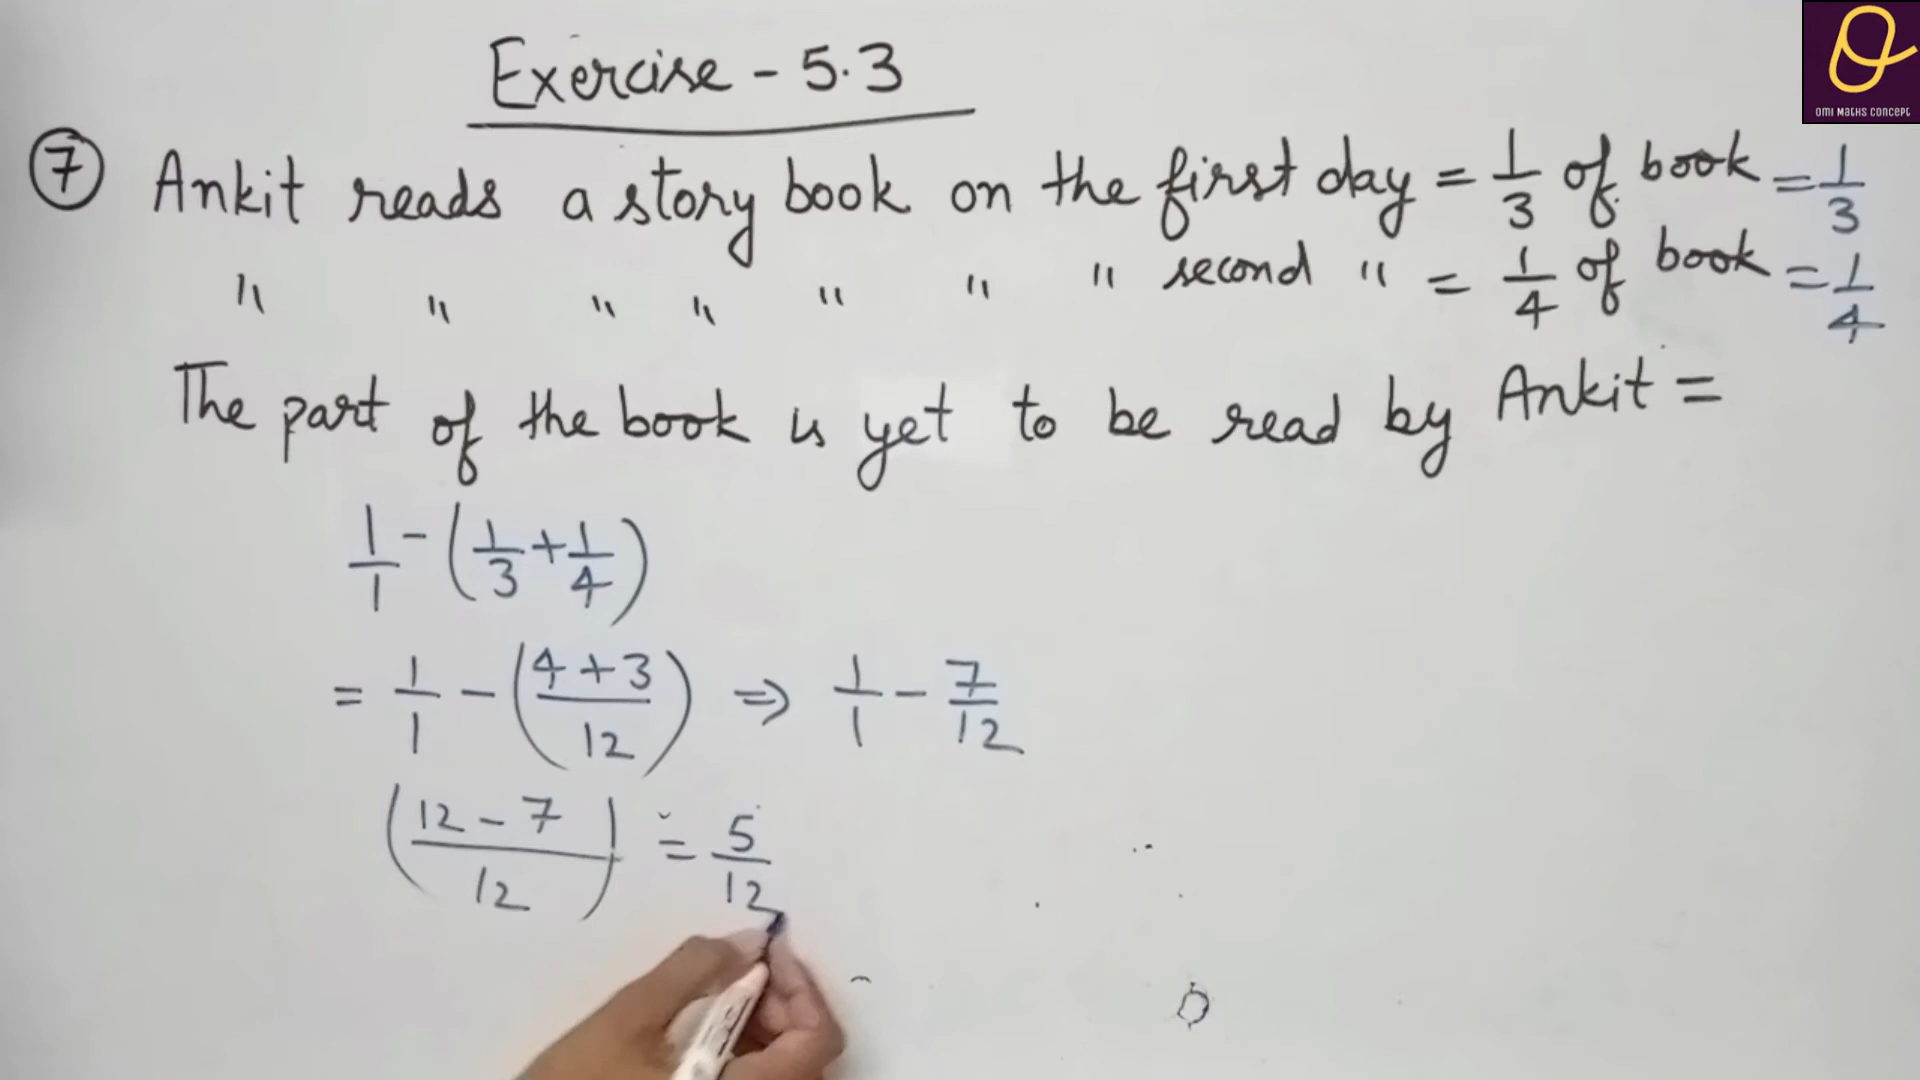 Exercise - 5.3
OMI MATHS CONCEPT
7 Ankit reads a story book on the first day = 1/3 of book = 1/3
" " " " " " " second " = 1/4 of book = 1/4
The part of the book is yet to be read by Ankit =
1/1 - (1/3 + 1/4)
= 1/1 - (4 + 3 / 12) ⇒ 1/1 - 7/12
(12 - 7 / 12) = 5/12